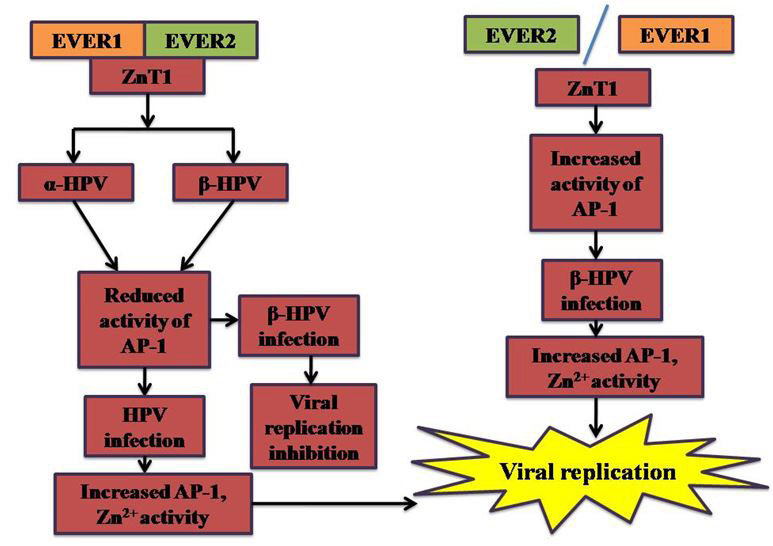 EVER1 EVER2
ZnT1
α-HPV β-HPV
Reduced
activity of
AP-1
β-HPV
infection
HPV
infection
Viral
replication
inhibition
Increased AP-1,
Zn²⁺ activity
EVER2 EVER1
ZnT1
Increased
activity of
AP-1
β-HPV
infection
Increased AP-1,
Zn²⁺ activity
Viral replication